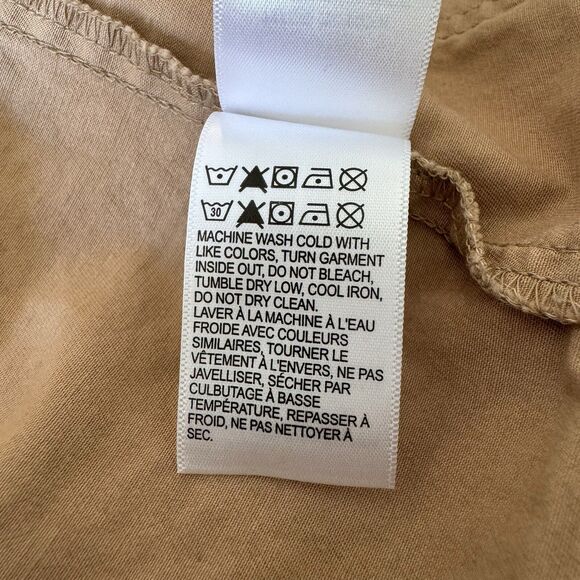 30
MACHINE WASH COLD WITH
LIKE COLORS, TURN GARMENT
INSIDE OUT, DO NOT BLEACH,
TUMBLE DRY LOW, COOL IRON,
DO NOT DRY CLEAN.
LAVER À LA MACHINE À L'EAU
FROIDE AVEC COULEURS
SIMILAIRES, TOURNER LE
VÊTEMENT À L'ENVERS, NE PAS
JAVELLISER, SÉCHER PAR
CULBUTAGE À BASSE
TEMPÉRATURE, REPASSER À
FROID, NE PAS NETTOYER À
SEC.